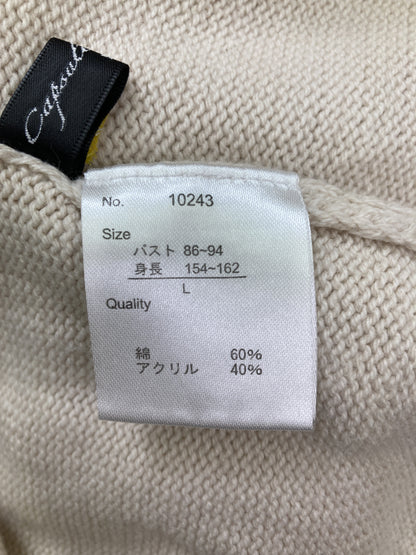 Capsul
No. 10243
Size
バスト 86~94
身長 154~162
L
Quality
綿 60%
アクリル 40%